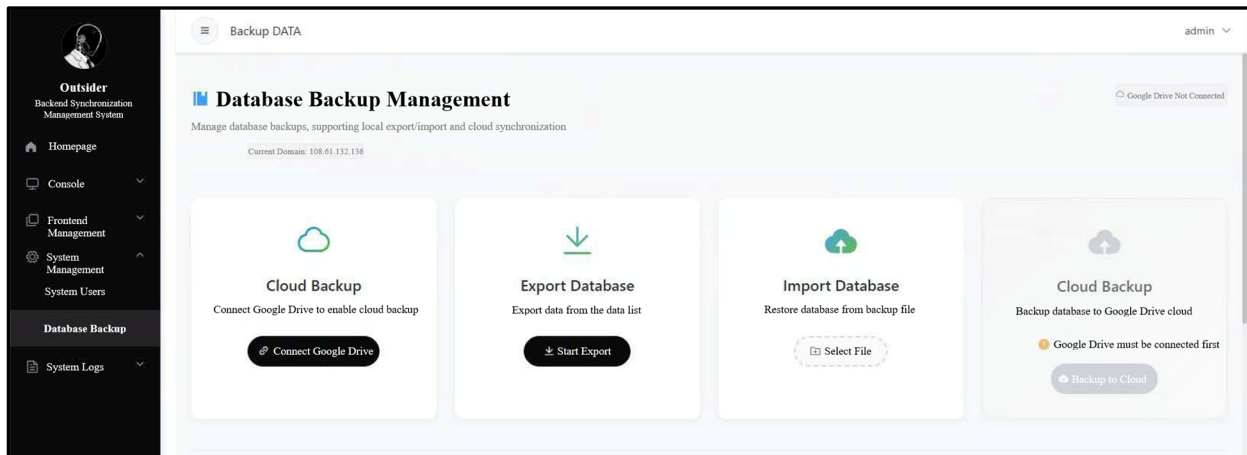 Outsider
Backend Synchronization
Management System
Homepage
Console
Frontend
Management
System
Management
System Users
Database Backup
System Logs
Backup DATA
admin
Database Backup Management
Google Drive Not Connected
Manage database backups, supporting local export/import and cloud synchronization
Current Domain: 108.61.132.136
Cloud Backup
Connect Google Drive to enable cloud backup
Connect Google Drive
Export Database
Export data from the data list
Start Export
Import Database
Restore database from backup file
Select File
Cloud Backup
Backup database to Google Drive cloud
Google Drive must be connected first
Backup to Cloud